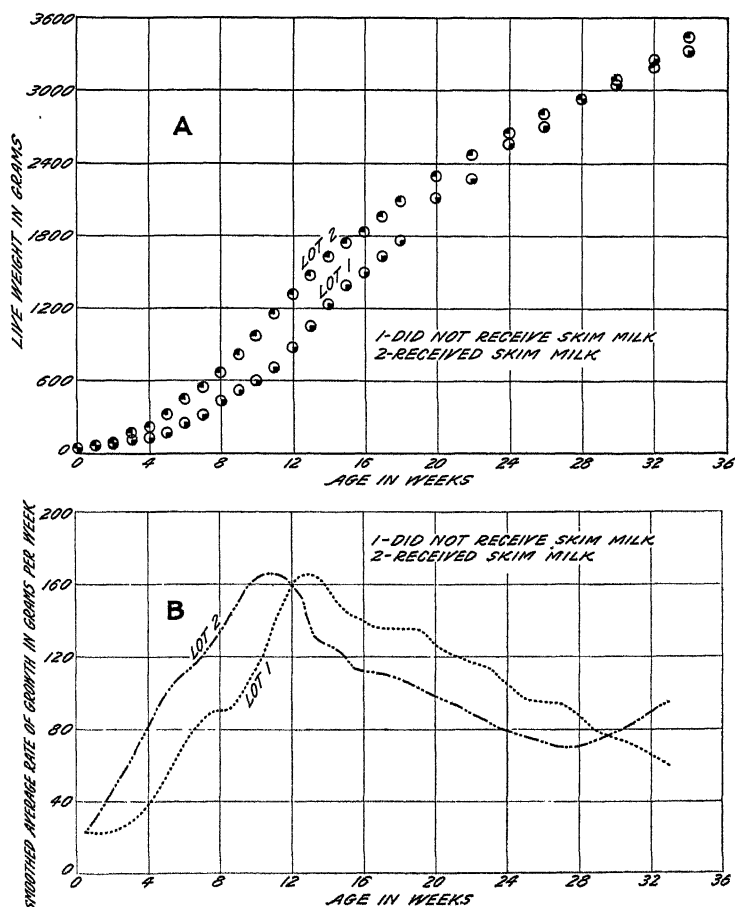 3600
3000
2400
1800
1200
600
0
LIVE WEIGHT IN GRAMS
A
LOT 2
LOT 1
1-DID NOT RECEIVE SKIM MILK
2-RECEIVED SKIM MILK
0 4 8 12 16 20 24 28 32 36
AGE IN WEEKS
200
160
120
80
40
0
SMOOTHED AVERAGE RATE OF GROWTH IN GRAMS PER WEEK
1-DID NOT RECEIVE SKIM MILK
2-RECEIVED SKIM MILK
B
LOT 2
LOT 1
0 4 8 12 16 20 24 28 32 36
AGE IN WEEKS